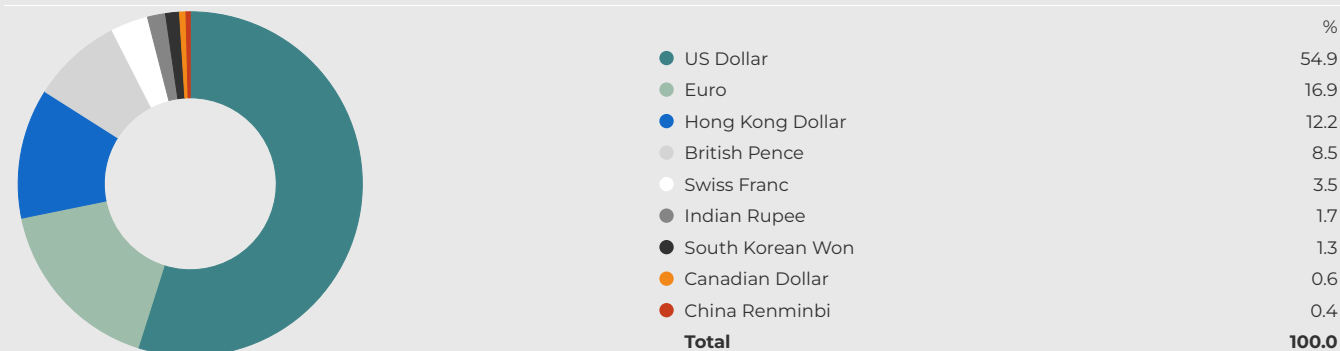 %
US Dollar 54.9
Euro 16.9
Hong Kong Dollar 12.2
British Pence 8.5
Swiss Franc 3.5
Indian Rupee 1.7
South Korean Won 1.3
Canadian Dollar 0.6
China Renminbi 0.4
Total 100.0